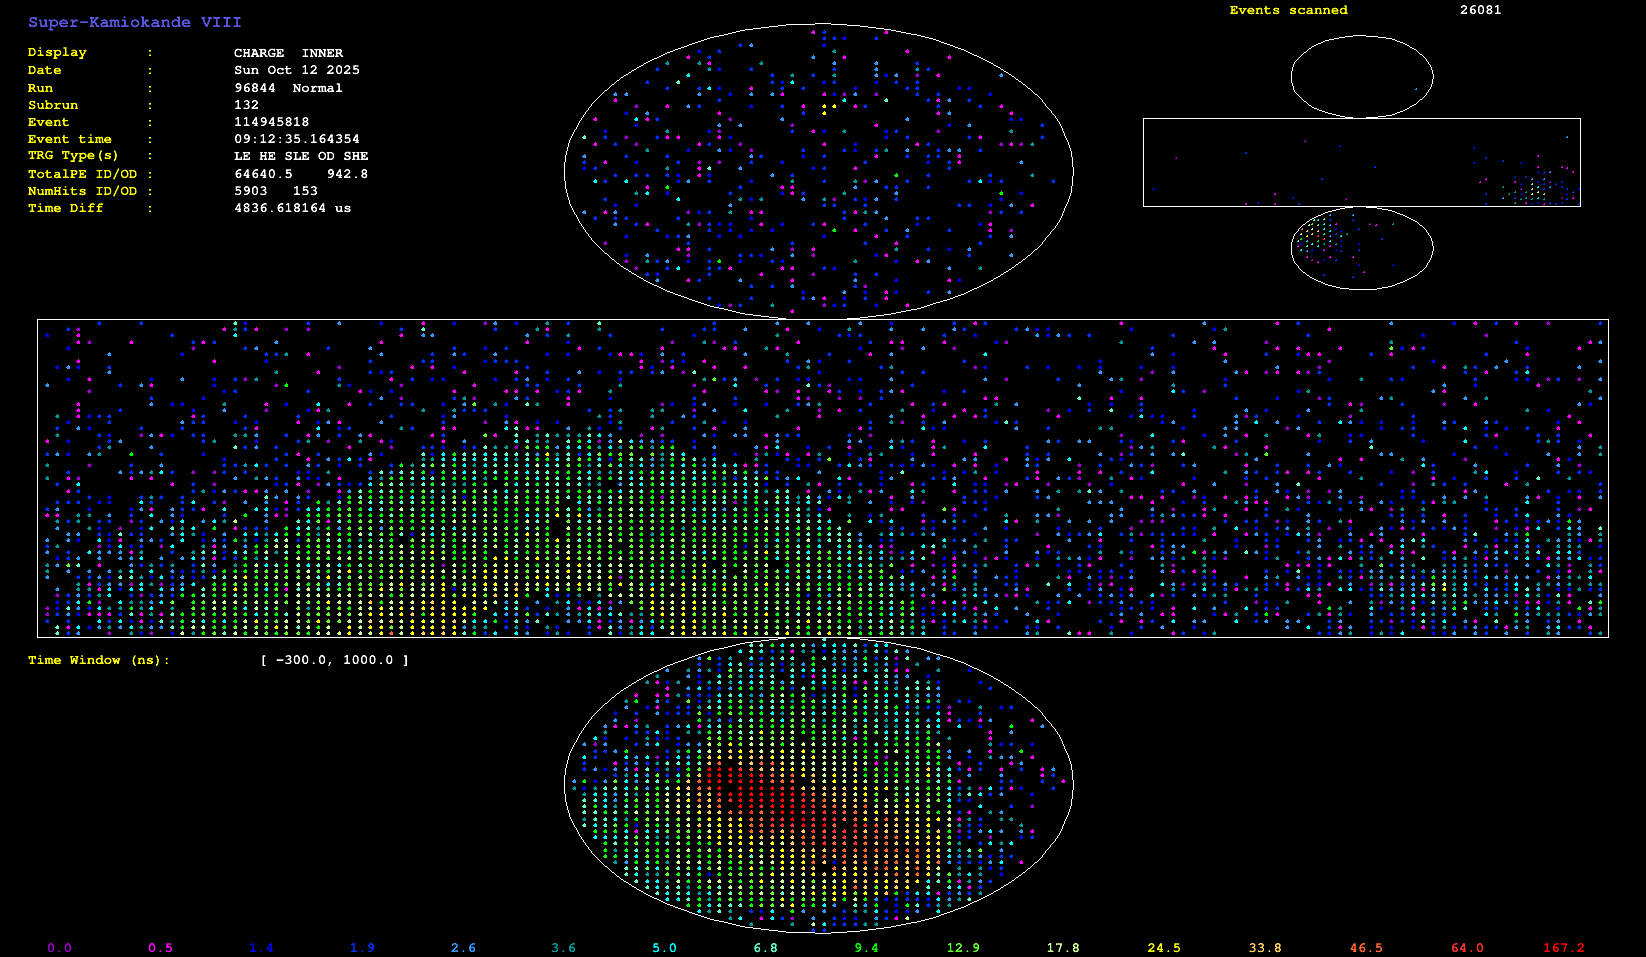 Super-Kamiokande VIII
Events scanned 26081
Display : CHARGE INNER
Date : Sun Oct 12 2025
Run : 96844 Normal
Subrun : 132
Event : 114945818
Event time : 09:12:35.164354
TRG Type(s) : LE HE SLE OD SHE
TotalPE ID/OD : 64640.5 942.8
NumHits ID/OD : 5903 153
Time Diff : 4836.618164 us
Time Window (ns): [ -300.0, 1000.0 ]
0.0 0.5 1.4 1.9 2.6 3.6 5.0 6.8 9.4 12.9 17.8 24.5 33.8 46.5 64.0 167.2